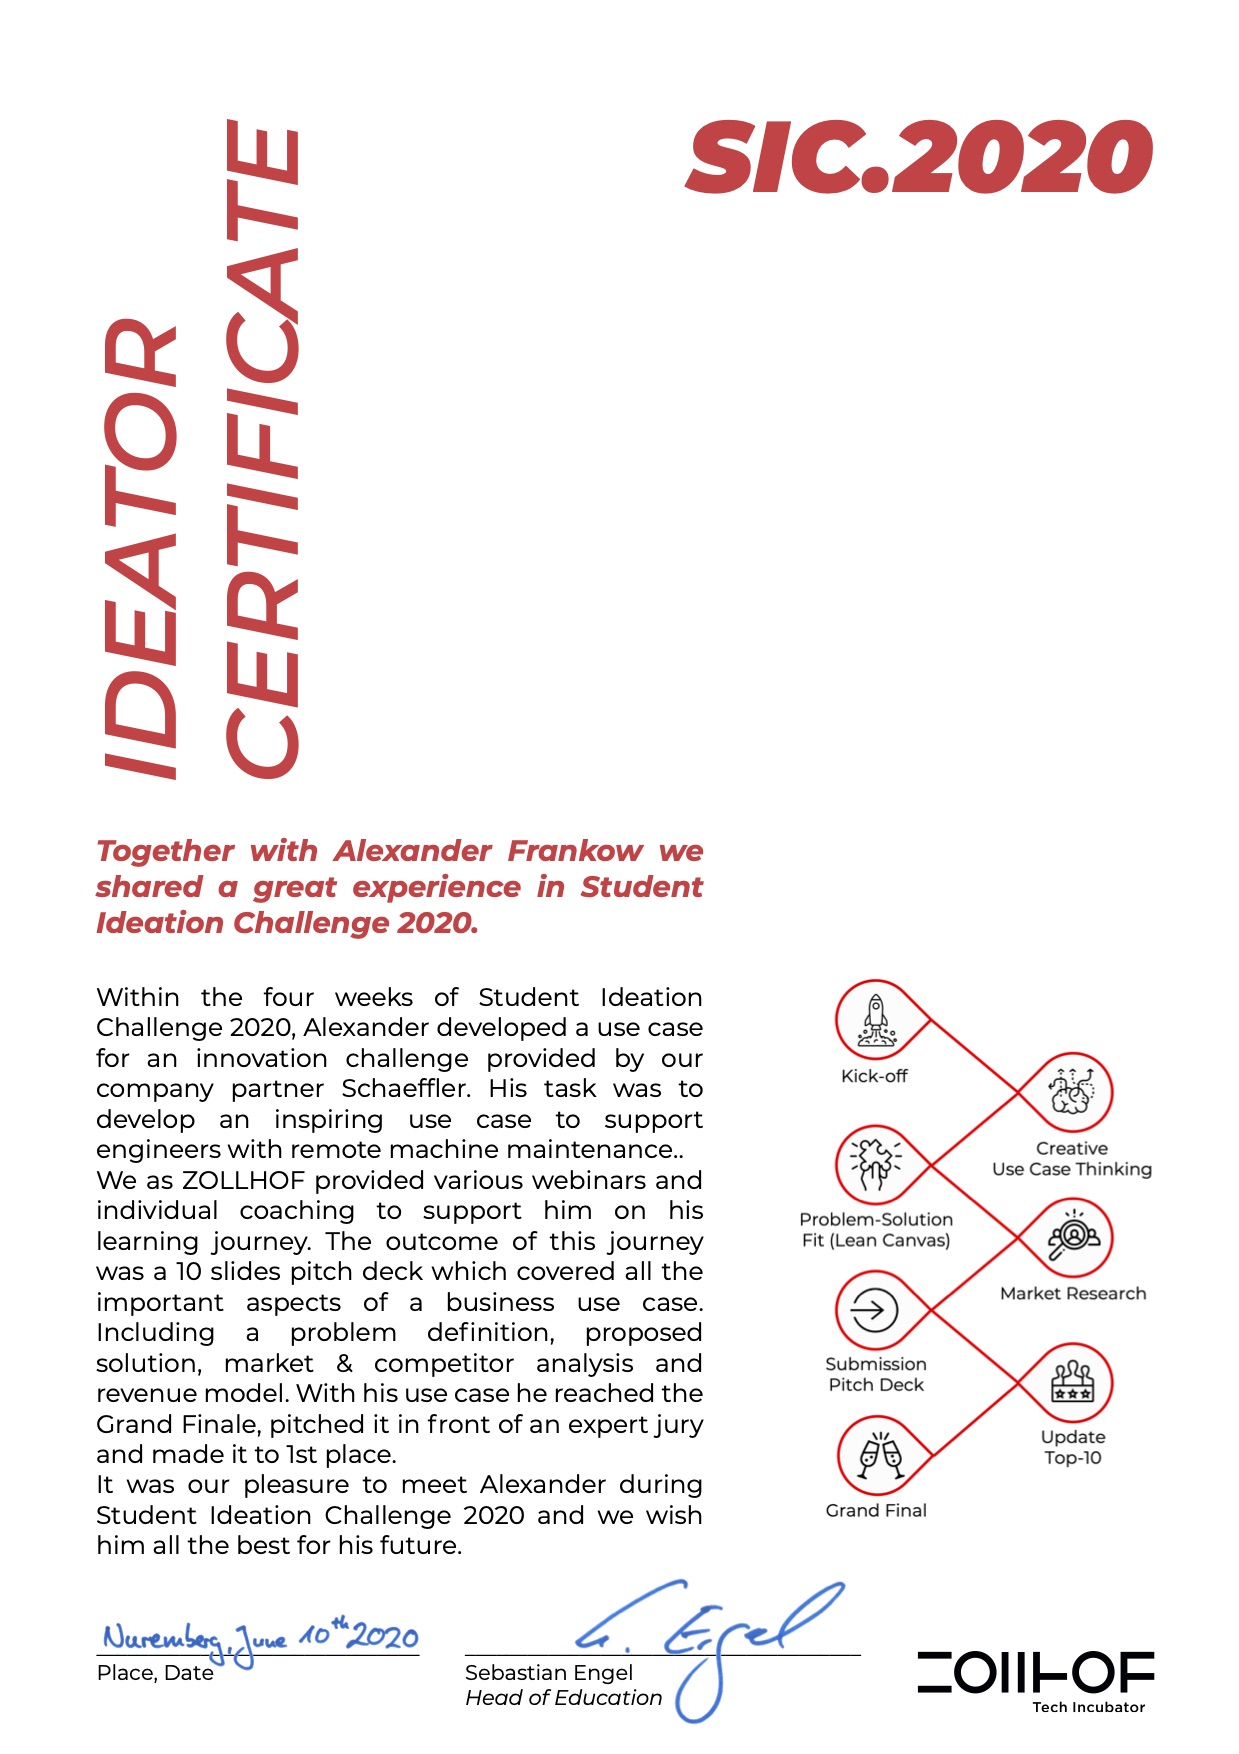 SIC.2020
IDEATOR
CERTIFICATE
Together with Alexander Frankow we
shared a great experience in Student
Ideation Challenge 2020.
Within the four weeks of Student Ideation
Challenge 2020, Alexander developed a use case
for an innovation challenge provided by our
company partner Schaeffler. His task was to
develop an inspiring use case to support
engineers with remote machine maintenance..
We as ZOLLHOF provided various webinars and
individual coaching to support him on his
learning journey. The outcome of this journey
was a 10 slides pitch deck which covered all the
important aspects of a business use case.
Including a problem definition, proposed
solution, market & competitor analysis and
revenue model. With his use case he reached the
Grand Finale, pitched it in front of an expert jury
and made it to 1st place.
It was our pleasure to meet Alexander during
Student Ideation Challenge 2020 and we wish
him all the best for his future.
Kick-off
Creative
Use Case Thinking
Problem-Solution
Fit (Lean Canvas)
Market Research
Submission
Pitch Deck
Update
Top-10
Grand Final
Nuremberg, June 10th 2020
Place, Date
S. Engel
Sebastian Engel
Head of Education
ZOllHOF
Tech Incubator